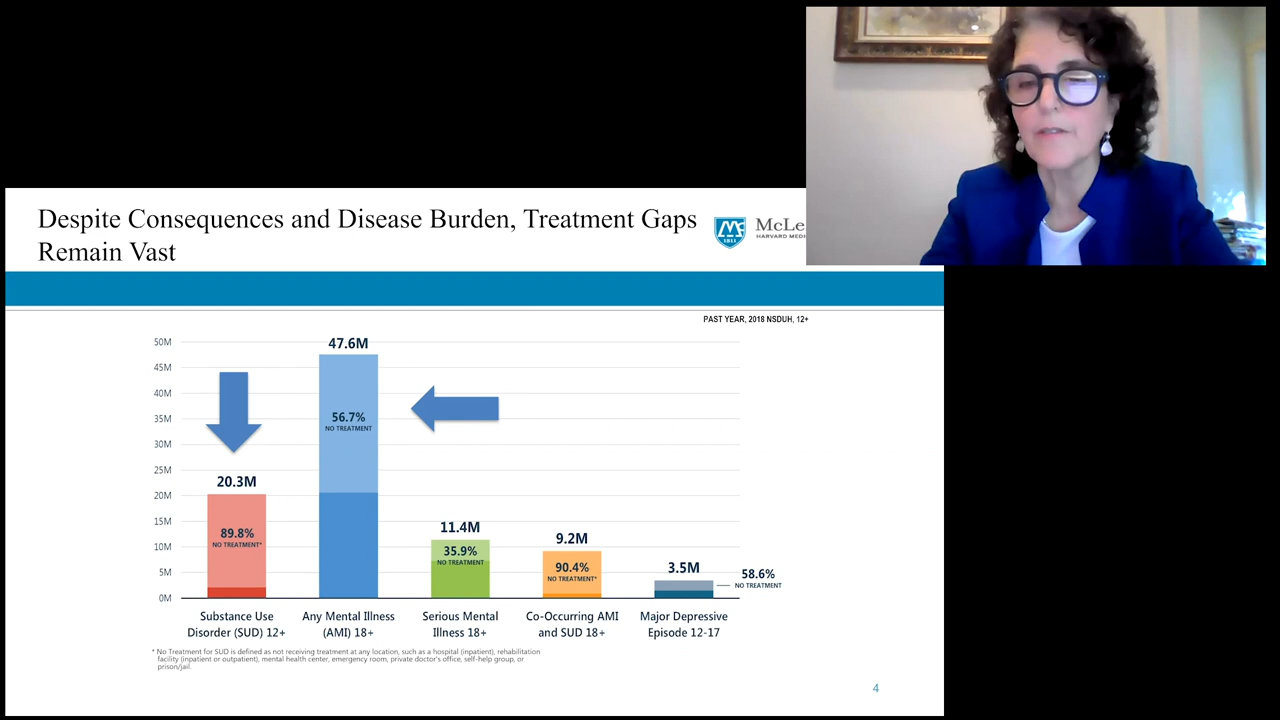 Despite Consequences and Disease Burden, Treatment Gaps
Remain Vast
1811
McLe
HARVARD MEDI
PAST YEAR, 2018 NSDUH, 12+
50M
45M
40M
35M
30M
25M
20M
15M
10M
5M
0M
20.3M
89.8%
NO TREATMENT*
47.6M
56.7%
NO TREATMENT
11.4M
35.9%
NO TREATMENT
9.2M
90.4%
NO TREATMENT*
3.5M
58.6%
NO TREATMENT
Substance Use
Disorder (SUD) 12+
Any Mental Illness
(AMI) 18+
Serious Mental
Illness 18+
Co-Occurring AMI
and SUD 18+
Major Depressive
Episode 12-17
* No Treatment for SUD is defined as not receiving treatment at any location, such as a hospital (inpatient), rehabilitation
facility (inpatient or outpatient), mental health center, emergency room, private doctor's office, self-help group, or
prison/jail.
4